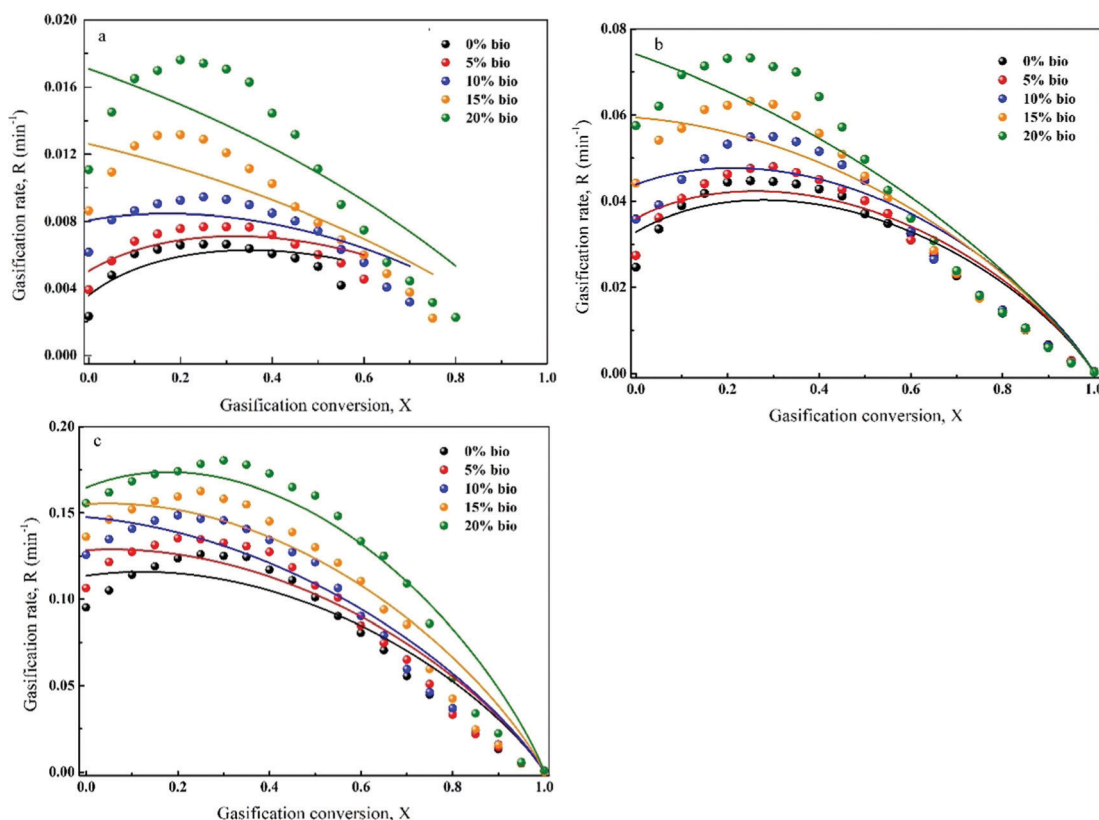 a
0.020
0.016
0.012
0.008
0.004
0.000
0.0 0.2 0.4 0.6 0.8 1.0
Gasification rate, R (min⁻¹)
Gasification conversion, X
0% bio
5% bio
10% bio
15% bio
20% bio
b
0.08
0.06
0.04
0.02
0.00
0.0 0.2 0.4 0.6 0.8 1.0
Gasification rate, R (min⁻¹)
Gasification conversion, X
0% bio
5% bio
10% bio
15% bio
20% bio
c
0.20
0.15
0.10
0.05
0.00
0.0 0.2 0.4 0.6 0.8 1.0
Gasification rate, R (min⁻¹)
Gasification conversion, X
0% bio
5% bio
10% bio
15% bio
20% bio